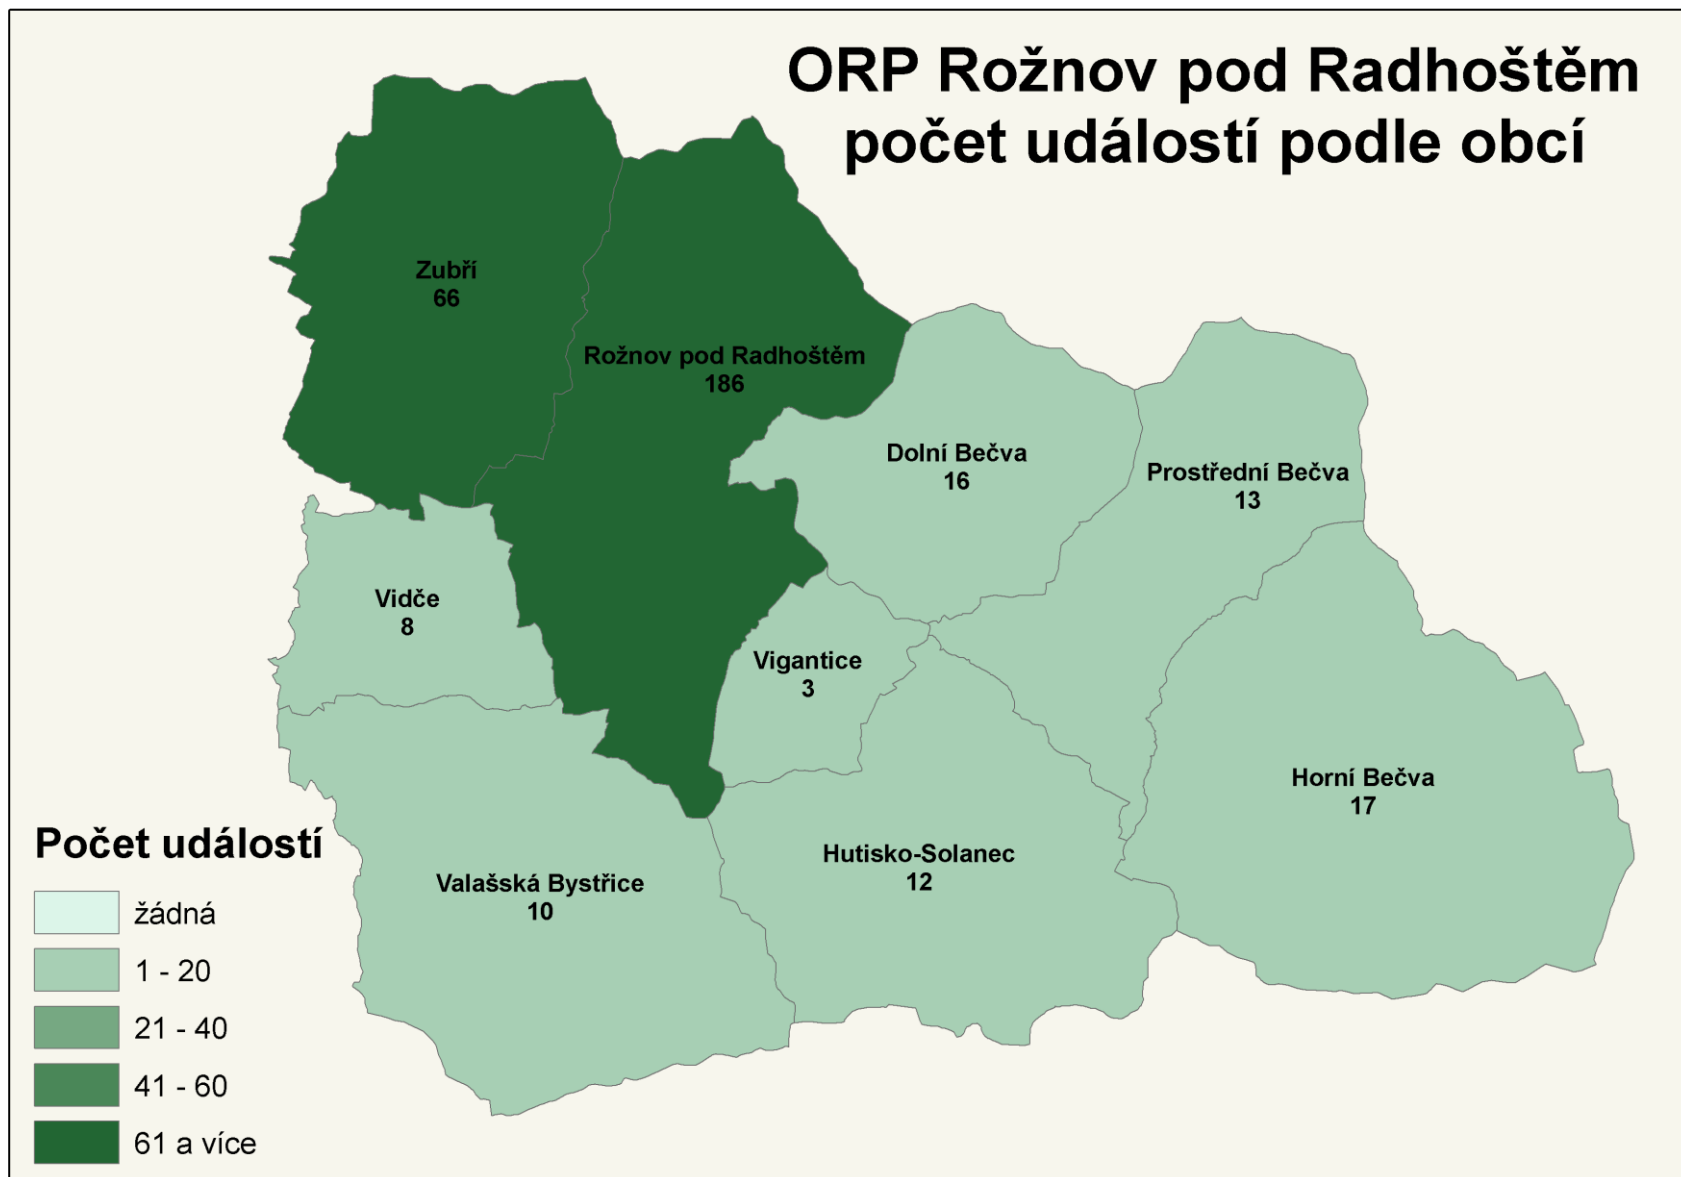 ORP Rožnov pod Radhoštěm
počet událostí podle obcí
Zubří
66
Rožnov pod Radhoštěm
186
Dolní Bečva
16
Prostřední Bečva
13
Vidče
8
Vigantice
3
Horní Bečva
17
Hutisko-Solanec
12
Valašská Bystřice
10
Počet událostí
žádná
1 - 20
21 - 40
41 - 60
61 a více